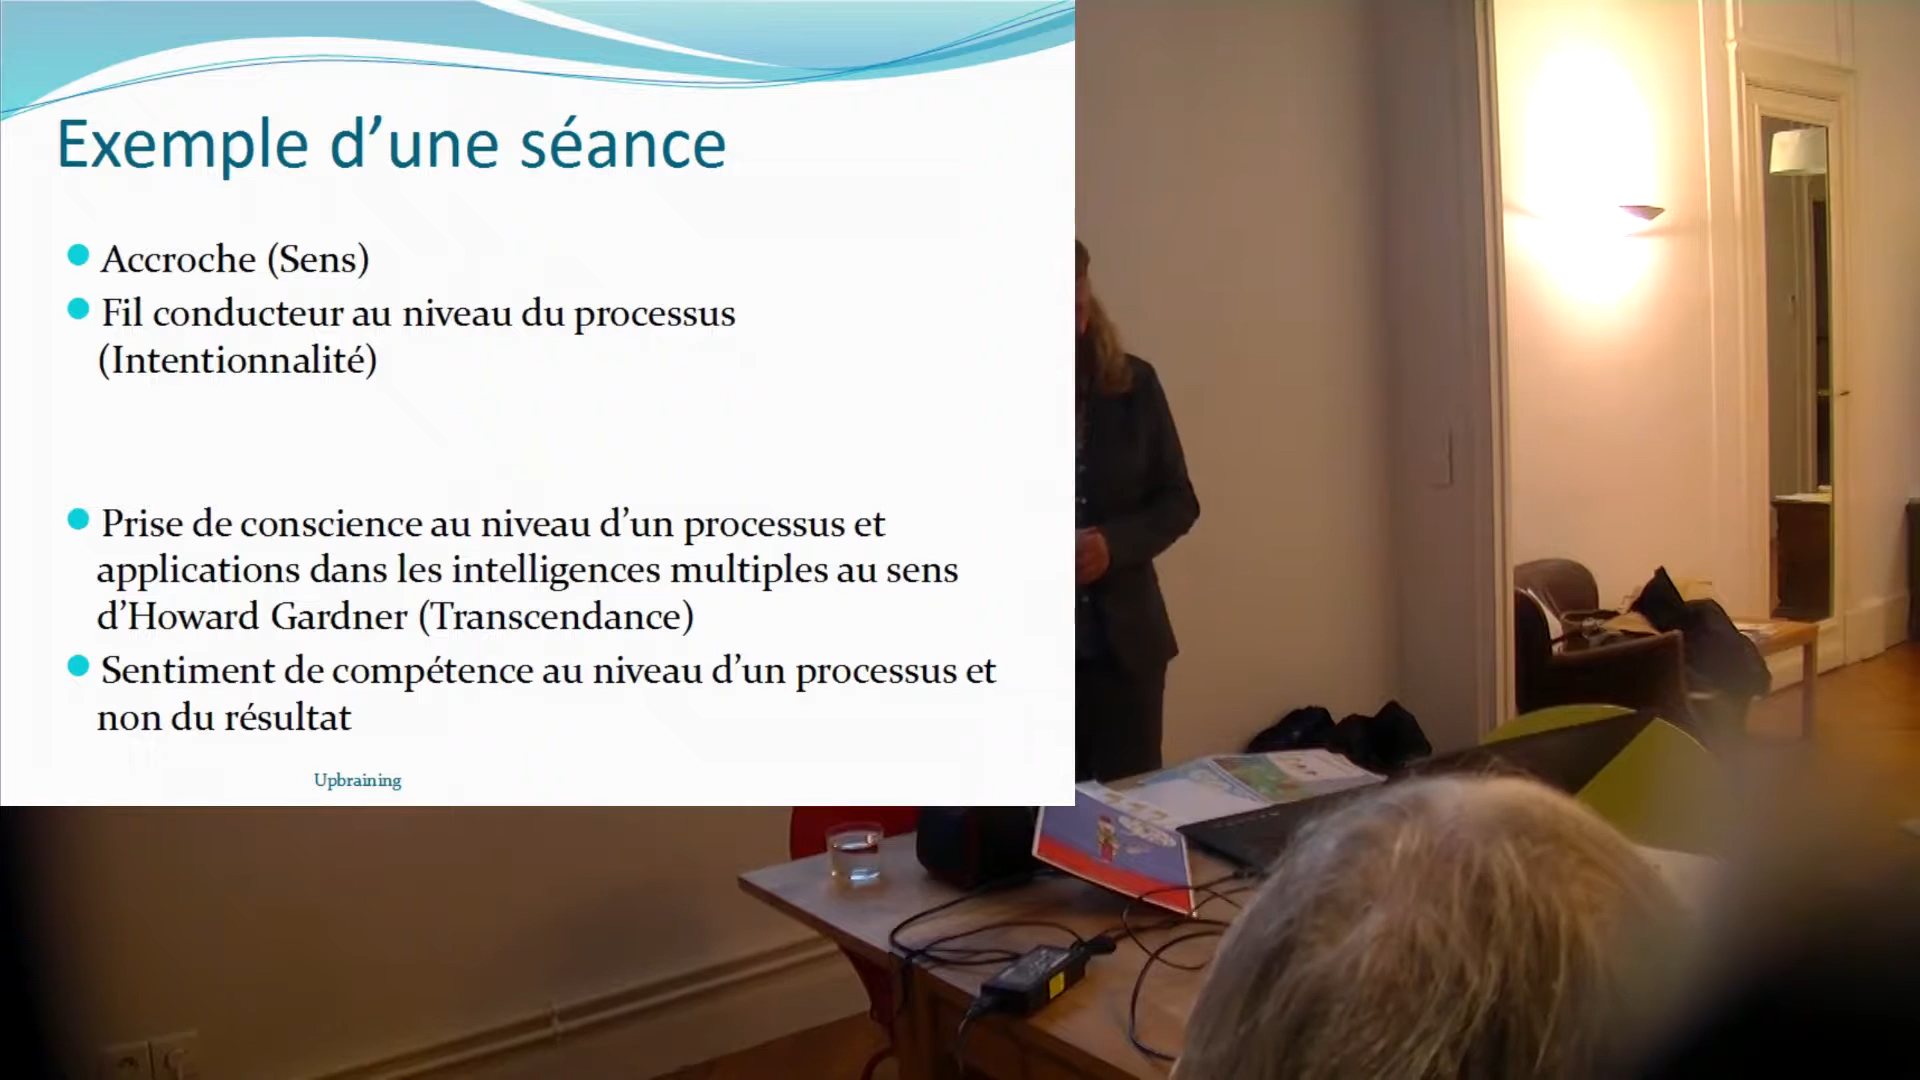 Exemple d’une séance
Accroche (Sens)
Fil conducteur au niveau du processus
(Intentionnalité)
Prise de conscience au niveau d’un processus et
applications dans les intelligences multiples au sens
d’Howard Gardner (Transcendance)
Sentiment de compétence au niveau d’un processus et
non du résultat
Upbraining